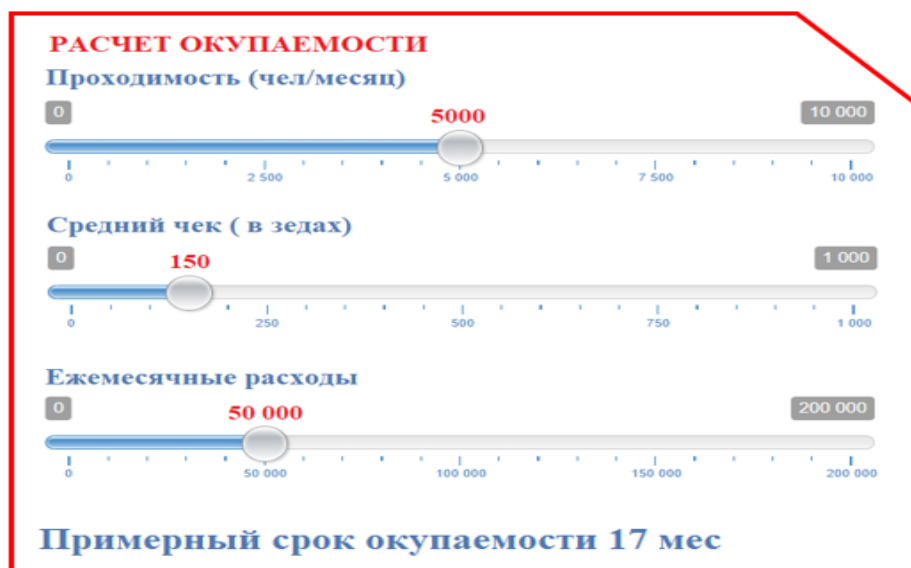 РАСЧЕТ ОКУПАЕМОСТИ
Проходимость (чел/месяц)
0 5000 10 000
0 2 500 5 000 7 500 10 000
Средний чек ( в зедах)
0 150 1 000
0 250 500 750 1 000
Ежемесячные расходы
0 50 000 200 000
0 50 000 100 000 150 000 200 000
Примерный срок окупаемости 17 мес